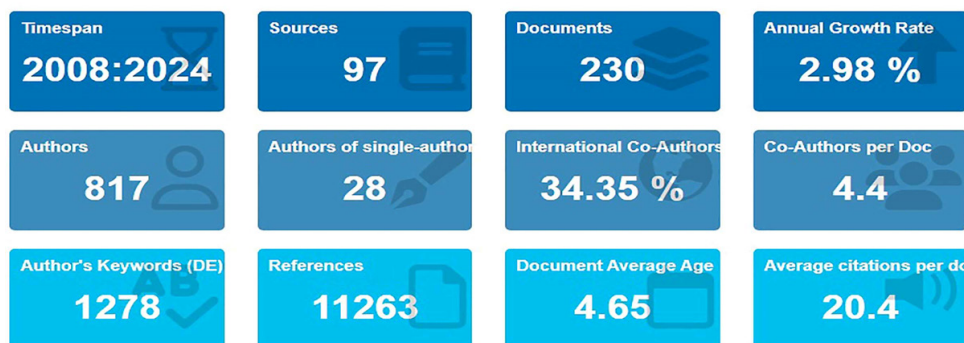 Timespan
2008:2024
Sources
97
Documents
230
Annual Growth Rate
2.98 %
Authors
817
Authors of single-author
28
International Co-Authors
34.35 %
Co-Authors per Doc
4.4
Author's Keywords (DE)
1278
References
11263
Document Average Age
4.65
Average citations per do
20.4
AB